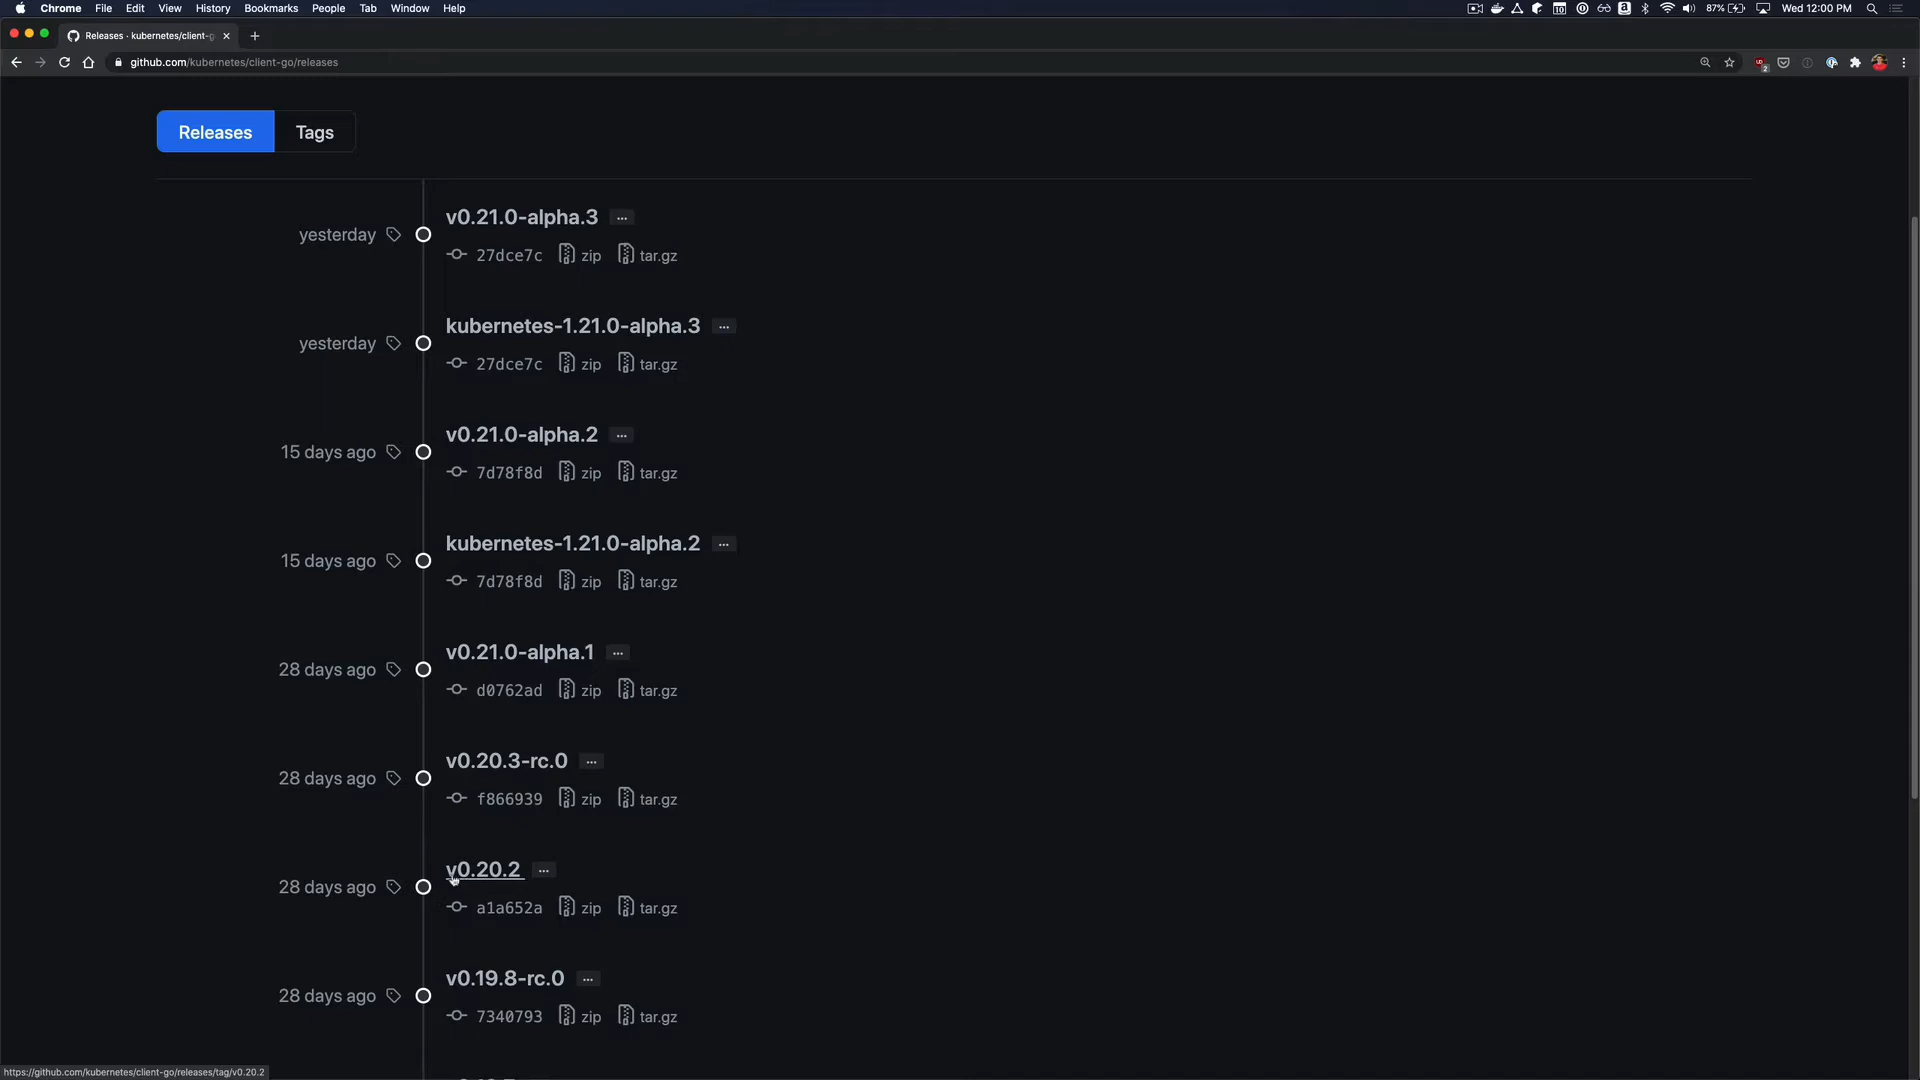 Chrome File Edit View History Bookmarks People Tab Window Help 10 87% Wed 12:00 PM
Releases · kubernetes/client-g
github.com/kubernetes/client-go/releases 2
Releases Tags
v0.21.0-alpha.3 ...
yesterday
27dce7c zip tar.gz
kubernetes-1.21.0-alpha.3 ...
yesterday
27dce7c zip tar.gz
v0.21.0-alpha.2 ...
15 days ago
7d78f8d zip tar.gz
kubernetes-1.21.0-alpha.2 ...
15 days ago
7d78f8d zip tar.gz
v0.21.0-alpha.1 ...
28 days ago
d0762ad zip tar.gz
v0.20.3-rc.0 ...
28 days ago
f866939 zip tar.gz
v0.20.2 ...
28 days ago
a1a652a zip tar.gz
v0.19.8-rc.0 ...
28 days ago
7340793 zip tar.gz
https://github.com/kubernetes/client-go/releases/tag/v0.20.2